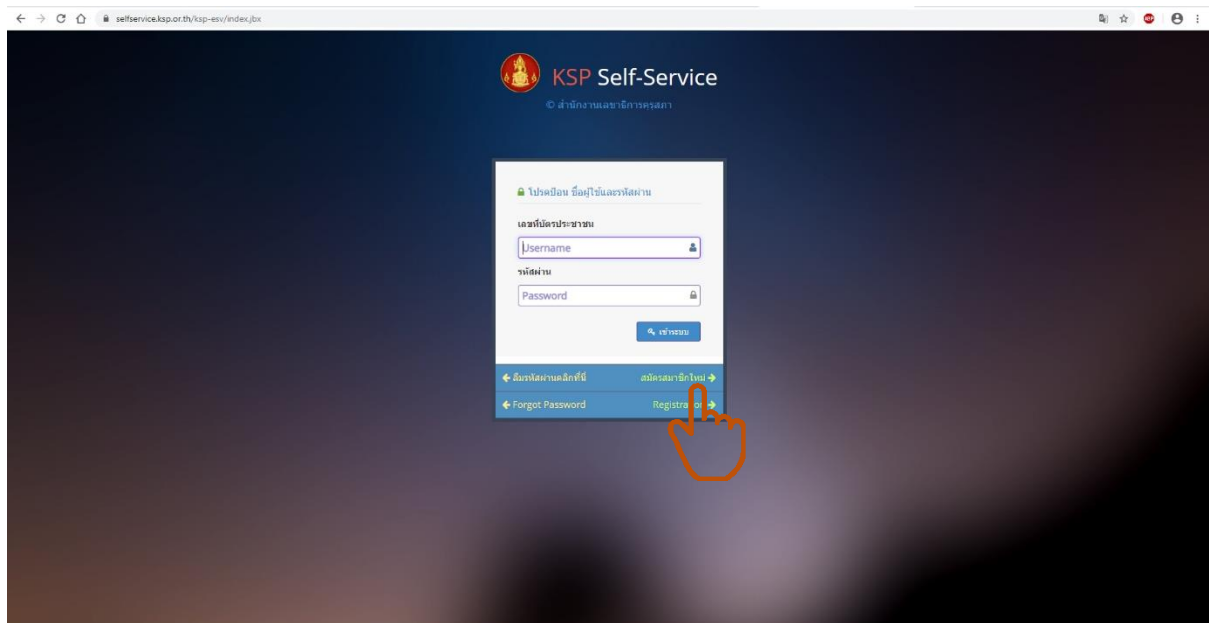 selfservice.ksp.or.th/ksp-esv/index.jbx
KSP Self-Service
© สำนักงานเลขาธิการคุรุสภา
โปรดป้อน ชื่อผู้ใช้และรหัสผ่าน
เลขที่บัตรประชาชน
Username
รหัสผ่าน
Password
เข้าระบบ
ลืมรหัสผ่านคลิกที่นี่ สมัครสมาชิกใหม่
Forgot Password Registration